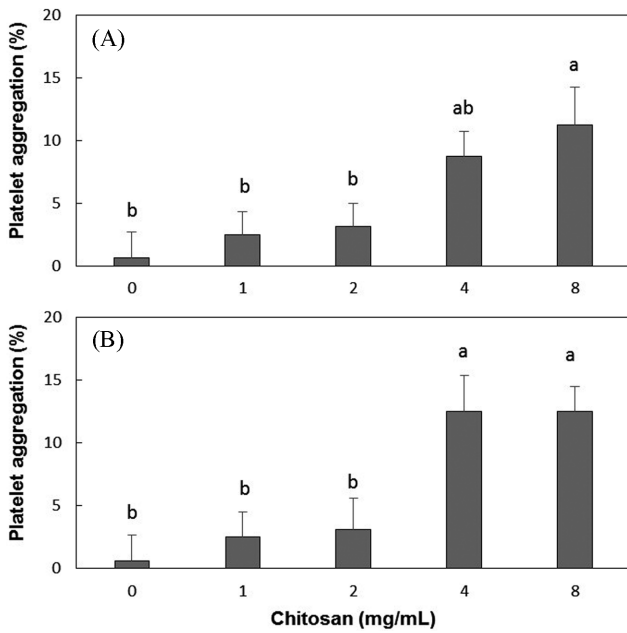 (A)
Platelet aggregation (%)
20
15
10
5
0
b
b
b
ab
a
0 1 2 4 8
(B)
Platelet aggregation (%)
20
15
10
5
0
b
b
b
a
a
0 1 2 4 8
Chitosan (mg/mL)